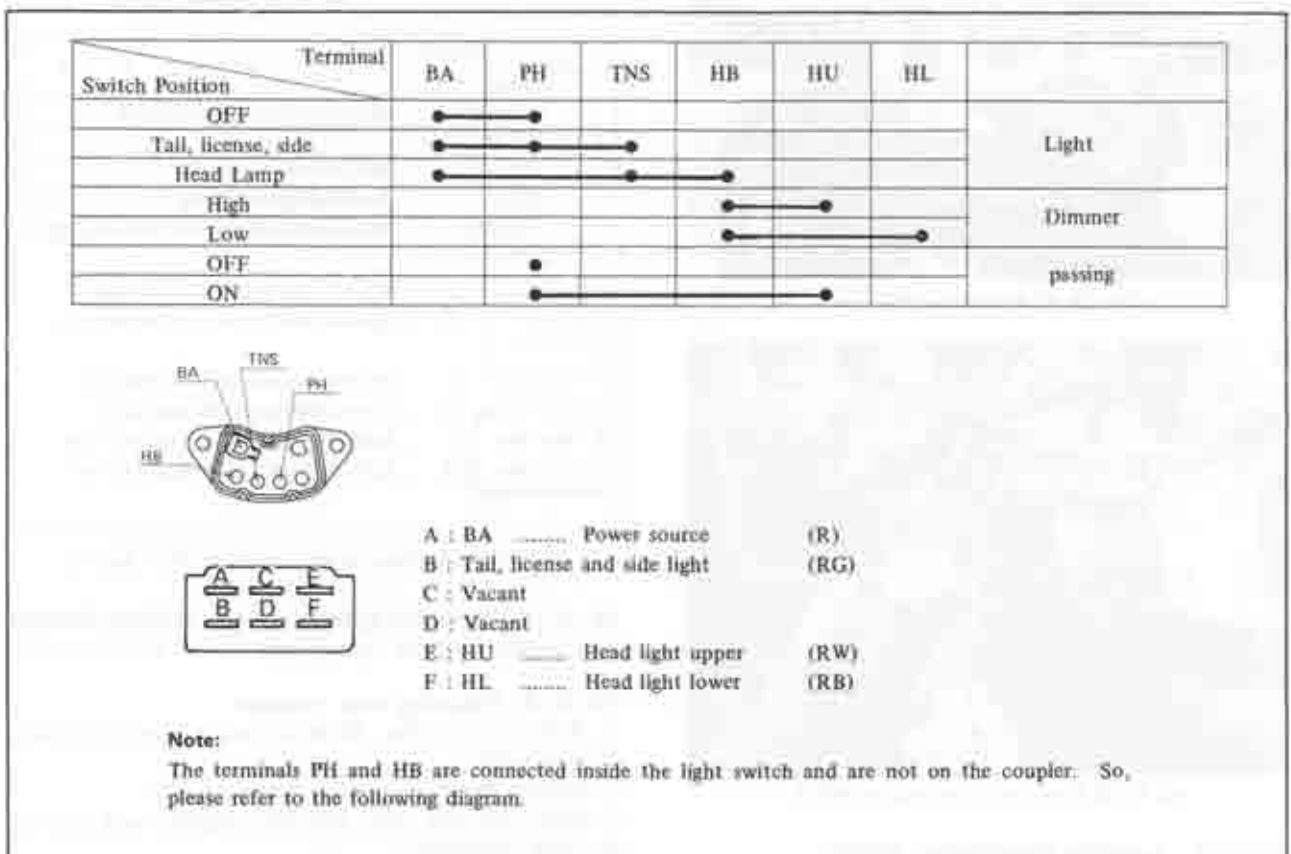 Terminal
Switch Position
BA PH TNS HB HU HL
OFF
Tail, license, side
Head Lamp
Light
High
Low
Dimmer
OFF
ON
passing
TNS
BA
PH
HB
A C E
B D F
A : BA ........ Power source (R)
B : Tail, license and side light (RG)
C : Vacant
D : Vacant
E : HU ........ Head light upper (RW)
F : HL ........ Head light lower (RB)
Note:
The terminals PH and HB are connected inside the light switch and are not on the coupler. So,
please refer to the following diagram.